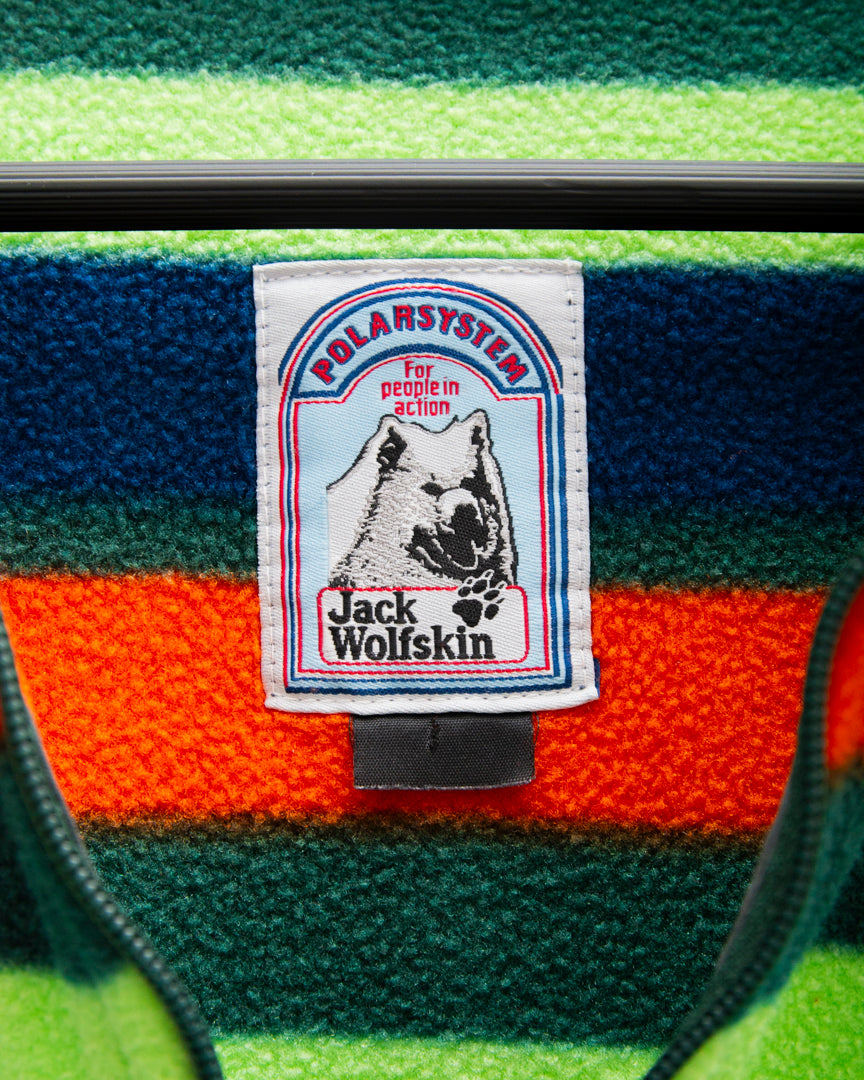 POLARSYSTEM
For
people in
action
Jack
Wolfskin